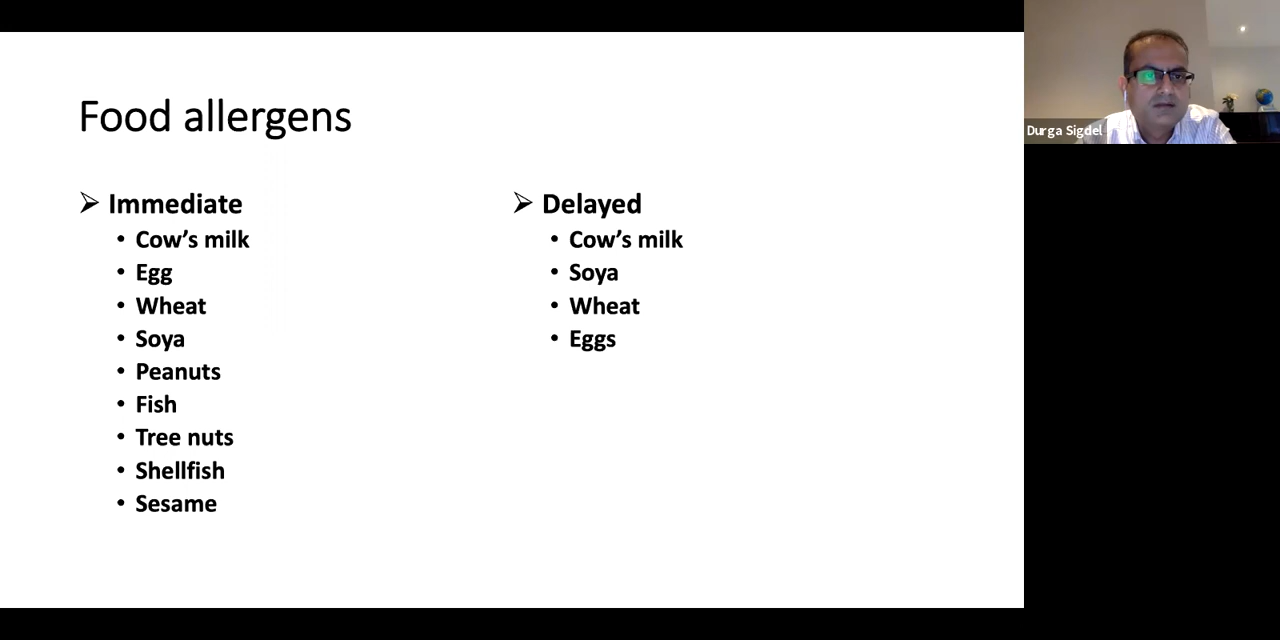 Food allergens
➢ Immediate
• Cow’s milk
• Egg
• Wheat
• Soya
• Peanuts
• Fish
• Tree nuts
• Shellfish
• Sesame
➢ Delayed
• Cow’s milk
• Soya
• Wheat
• Eggs
Durga Sigdel